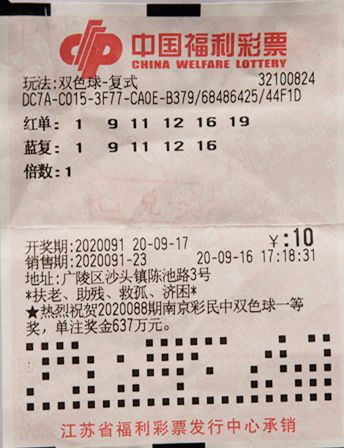 中国福利彩票
CHINA WELFARE LOTTERY
玩法:双色球-复式 32100824
DC7A-C015-3F77-CA0E-B379/68486425/44F1D
红单: 1 9 11 12 16 19
蓝复: 1 9 11 12 16
倍数:1
开奖期:2020091 20-09-17 ¥:10
销售期:2020091-23 20-09-16 17:18:31
地址:广陵区沙头镇陈池路3号
*扶老、助残、救孤、济困*
★热烈祝贺2020088期南京彩民中双色球一等
奖，单注奖金637万元。
江苏省福利彩票发行中心承销